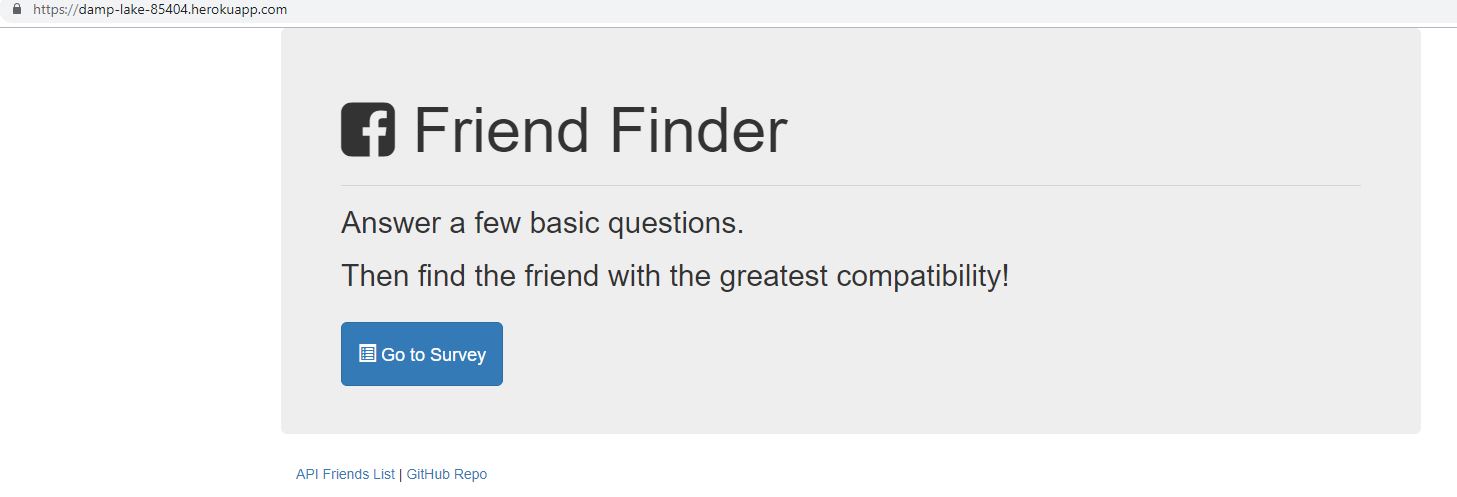 https://damp-lake-85404.herokuapp.com
Friend Finder
Answer a few basic questions.
Then find the friend with the greatest compatibility!
Go to Survey
API Friends List | GitHub Repo